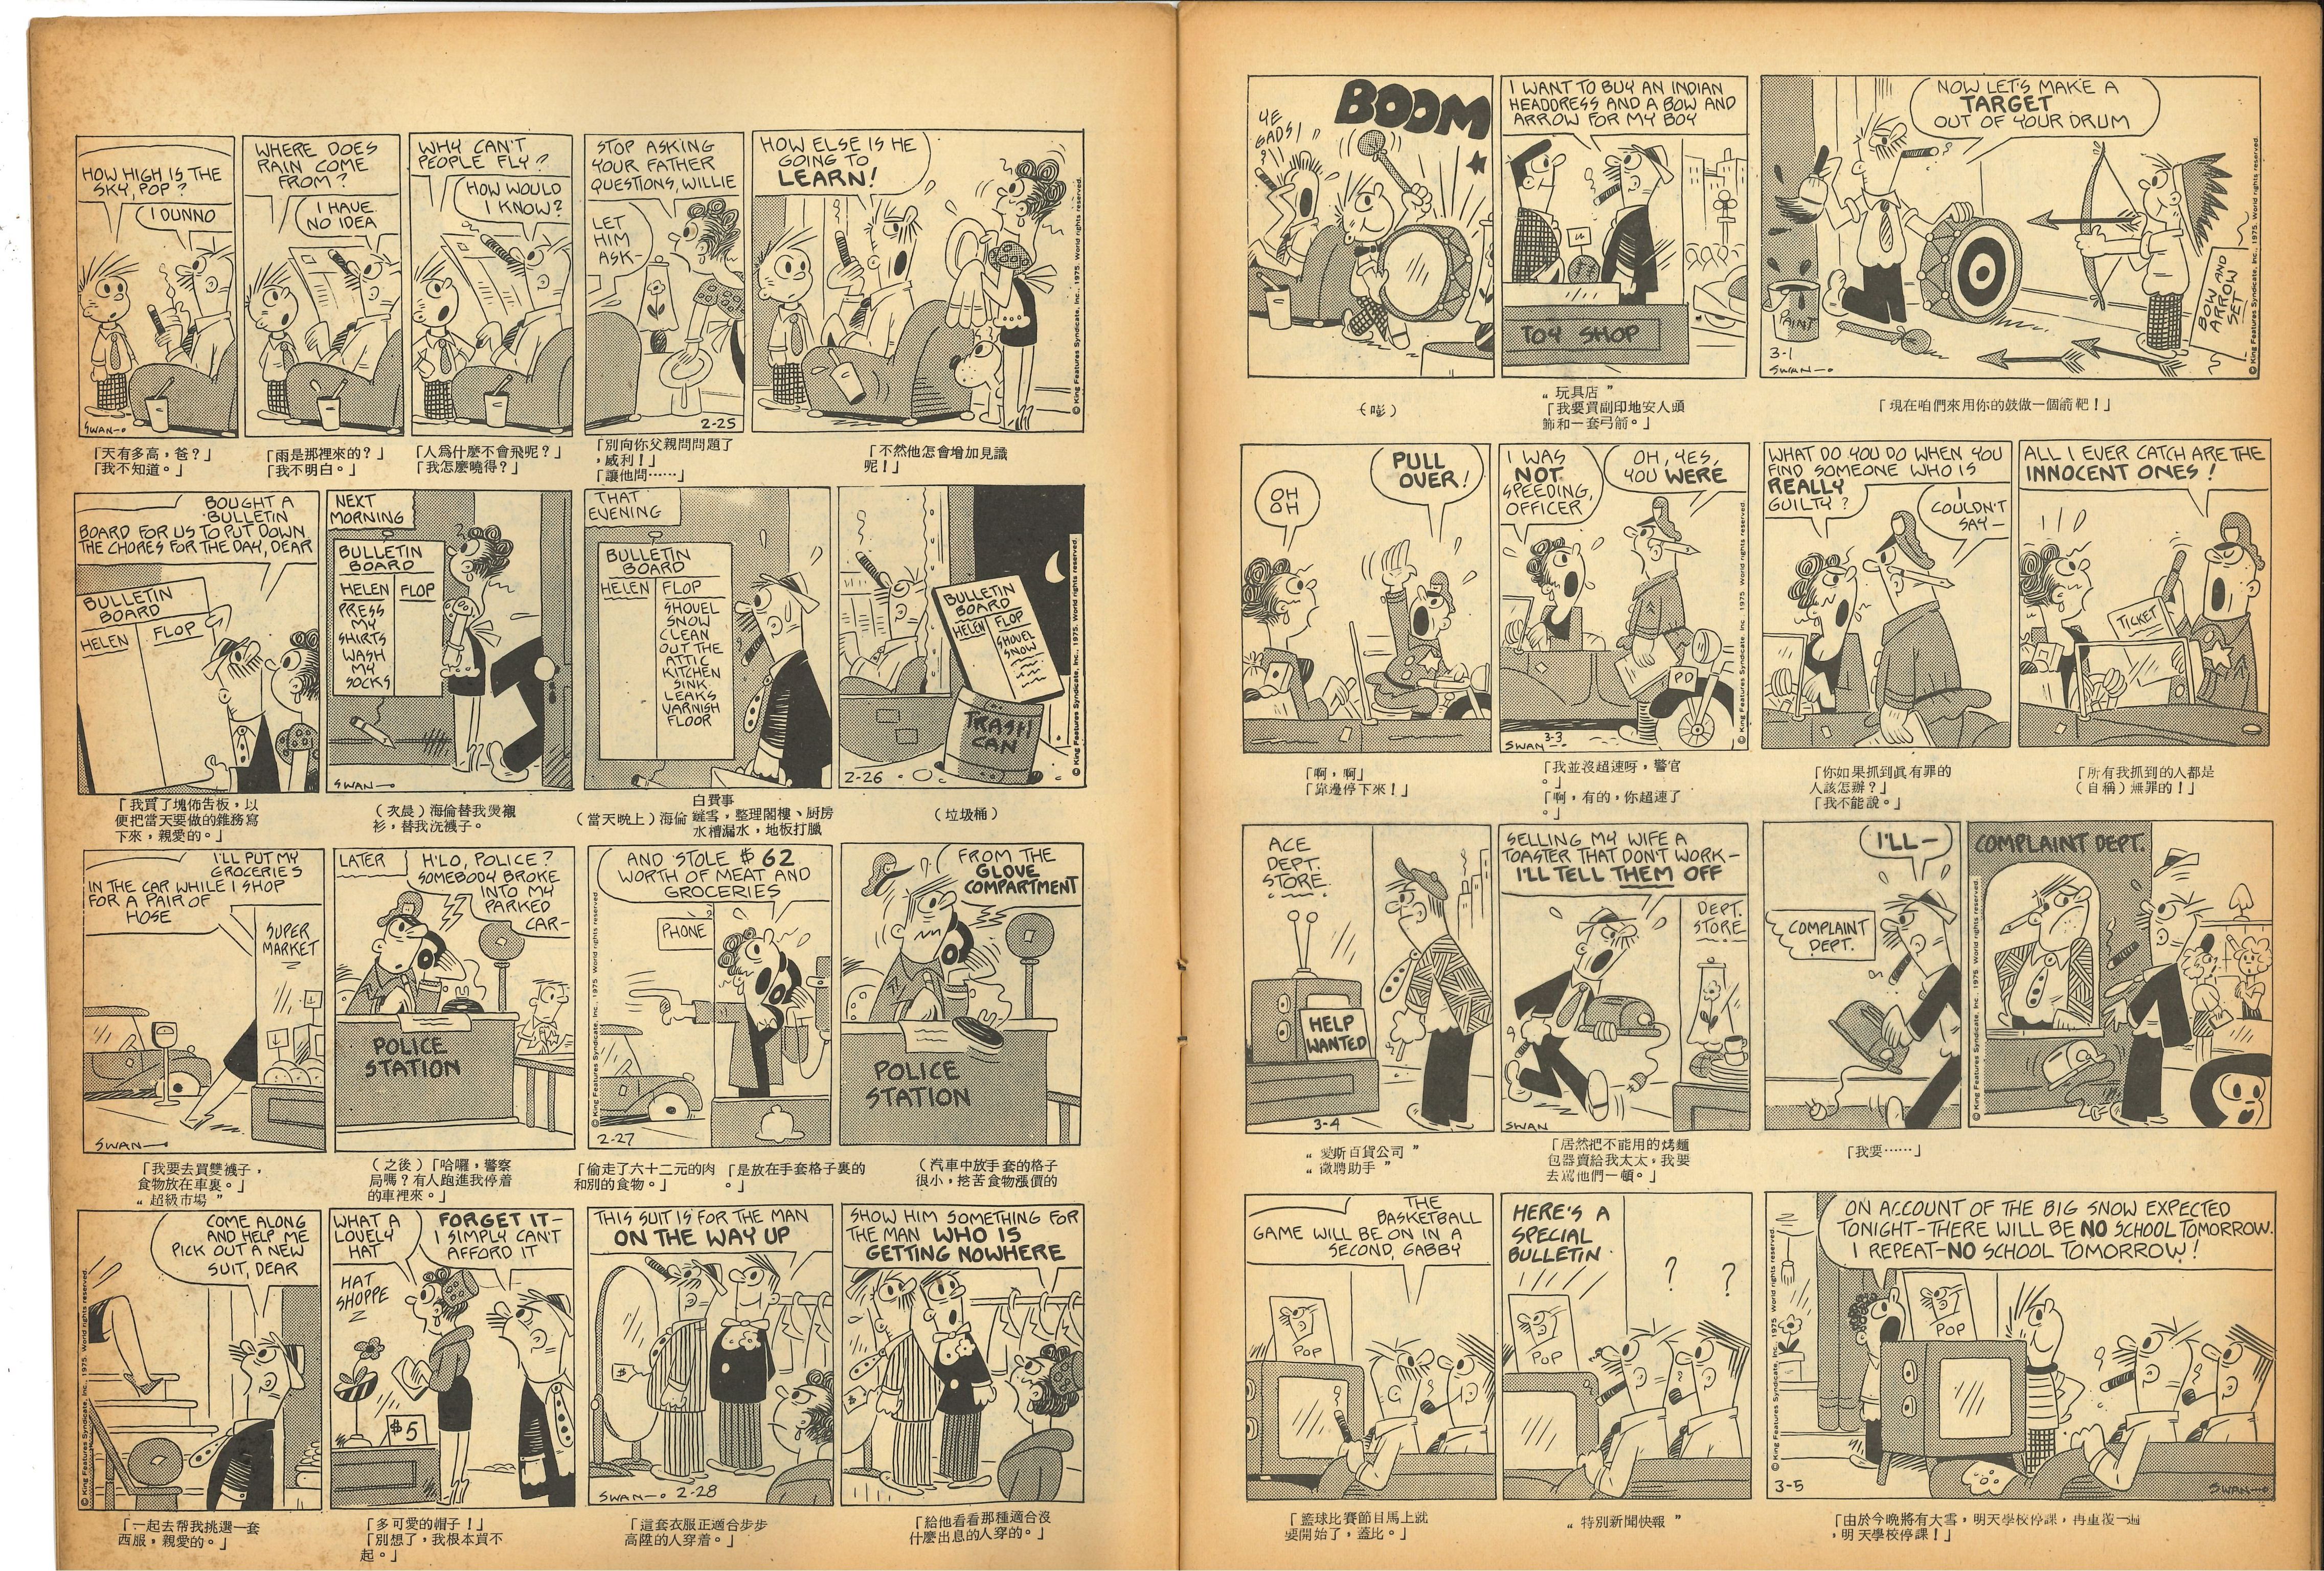 HOW HIGH IS THE
SKY, POP?
I DUNNO
SWAN
WHERE DOES
RAIN COME
FROM?
I HAVE
NO IDEA
WHY CAN'T
PEOPLE FLY?
HOW WOULD
I KNOW?
STOP ASKING
YOUR FATHER
QUESTIONS, WILLIE
LET
HIM
ASK-
2-25
HOW ELSE IS HE
GOING TO
LEARN!
© King Features Syndicate, Inc., 1975. World rights reserved.
「天有多高，爸？」
「我不知道。」
「雨是那裡來的？」
「我不明白。」
「人爲什麼不會飛呢？」
「我怎麼曉得？」
「別向你父親問問題了
，威利！」
「讓他問……」
「不然他怎會增加見識
呢！」
BOUGHT A
BULLETIN
BOARD FOR US TO PUT DOWN
THE CHORES FOR THE DAY, DEAR
BULLETIN
BOARD
HELEN FLOP
NEXT
MORNING
BULLETIN
BOARD
HELEN FLOP
PRESS
MY
SHIRTS
WASH
MY
SOCKS
SWAN
THAT
EVENING
BULLETIN
BOARD
HELEN FLOP
SHOVEL
SNOW
CLEAN
OUT THE
ATTIC
KITCHEN
SINK
LEAKS
VARNISH
FLOOR
BULLETIN
BOARD
HELEN FLOP
SHOVEL
SNOW
TRASH
CAN
2-26
© King Features Syndicate, Inc., 1975. World rights reserved.
「我買了塊佈告板，以
便把當天要做的雜務寫
下來，親愛的。」
（次晨）海倫替我燙襯
衫，替我洗襪子。
白費事
（當天晚上）海倫 鏟雪，整理閣樓、厨房
水槽漏水，地板打臘
（垃圾桶）
I'LL PUT MY
GROCERIES
IN THE CAR WHILE I SHOP
FOR A PAIR OF
HOSE
SUPER
MARKET
SWAN
LATER
H'LO, POLICE?
SOMEBODY BROKE
INTO MY
PARKED
CAR-
POLICE
STATION
AND STOLE $62
WORTH OF MEAT AND
GROCERIES
PHONE
© King Features Syndicate, Inc., 1975 World rights reserved.
2-27
FROM THE
GLOVE
COMPARTMENT
POLICE
STATION
「我要去買雙襪子，
食物放在車裏。」
“超級市場”
（之後）「哈囉，警察
局嗎？有人跑進我停着
的車裡來。」
「偷走了六十二元的肉
和別的食物。」
「是放在手套格子裏的
。」
（汽車中放手套的格子
很小，挖苦食物漲價的
COME ALONG
AND HELP ME
PICK OUT A NEW
SUIT, DEAR
© King Features Syndicate, Inc., 1975. World rights reserved.
WHAT A
LOVELY
HAT
FORGET IT-
I SIMPLY CAN'T
AFFORD IT
HAT
SHOPPE
$5
THIS SUIT IS FOR THE MAN
ON THE WAY UP
$
SWAN 2-28
SHOW HIM SOMETHING FOR
THE MAN WHO IS
GETTING NOWHERE
$
「一起去帮我挑選一套
西服，親愛的。」
「多可愛的帽子！」
「別想了，我根本買不
起。」
「這套衣服正適合步步
高陞的人穿着。」
「給他看看那種適合沒
什麼出息的人穿的。」
YE
GADS!
BOOM
I WANT TO BUY AN INDIAN
HEADDRESS AND A BOW AND
ARROW FOR MY BOY
TOY SHOP
NOW LET'S MAKE A
TARGET
OUT OF YOUR DRUM
PAINT
BOW AND
ARROW
SET
3-1
SWAN
© King Features Syndicate, Inc., 1975. World rights reserved.
（嘭）
“玩具店”
「我要買副印地安人頭
飾和一套弓箭。」
「現在咱們來用你的鼓做一個箭靶！」
OH
OH
PULL
OVER!
I WAS
NOT
SPEEDING,
OFFICER
OH, YES,
YOU WERE
PD
3-3
SWAN
© King Features Syndicate, Inc. 1975 World rights reserved.
WHAT DO YOU DO WHEN YOU
FIND SOMEONE WHO IS
REALLY
GUILTY?
I
COULDN'T
SAY-
ALL I EVER CATCH ARE THE
INNOCENT ONES!
TICKET
「啊，啊」
「靠邊停下來！」
「我並沒超速呀，警官
。」
「啊，有的，你超速了
。」
「你如果抓到眞有罪的
人該怎辦？」
「我不能說。」
「所有我抓到的人都是
（自稱）無罪的！」
ACE
DEPT.
STORE
HELP
WANTED
3-4
SELLING MY WIFE A
TOASTER THAT DON'T WORK-
I'LL TELL THEM OFF
DEPT.
STORE
SWAN
I'LL-
COMPLAINT
DEPT.
COMPLAINT DEPT.
© King Features Syndicate, Inc., 1975. World rights reserved.
“愛斯百貨公司”
“徵聘助手”
「居然把不能用的烤麵
包器賣給我太太，我要
去駡他們一頓。」
「我要……」
THE
BASKETBALL
GAME WILL BE ON IN A
SECOND, GABBY
POP
HERE'S A
SPECIAL
BULLETIN
POP
? ?
ON ACCOUNT OF THE BIG SNOW EXPECTED
TONIGHT-THERE WILL BE NO SCHOOL TOMORROW.
I REPEAT-NO SCHOOL TOMORROW!
POP
© King Features Syndicate, Inc., 1975 World rights reserved.
3-5
SWAN
「籃球比賽節目馬上就
要開始了，蓋比。」
“特別新聞快報”
「由於今晚將有大雪，明天學校停課，再重復一遍
，明天學校停課！」